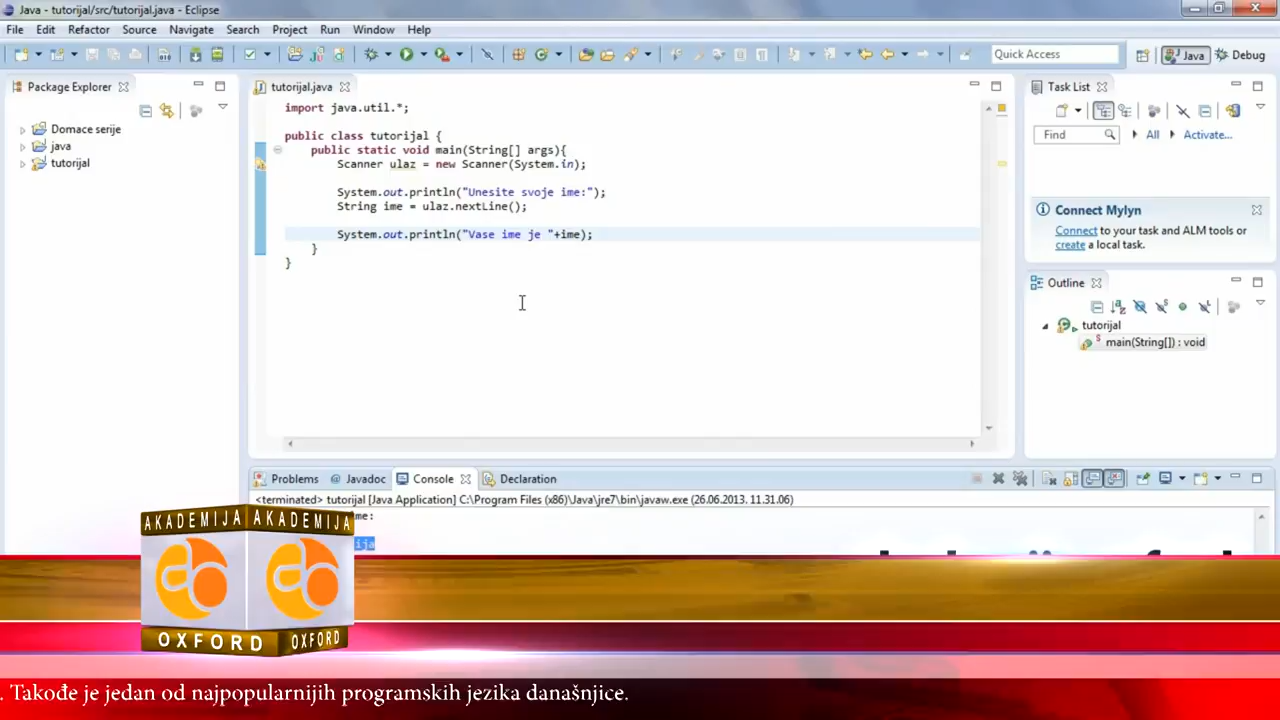 Java - tutorijal/src/tutorijal.java - Eclipse
File Edit Refactor Source Navigate Search Project Run Window Help
Quick Access Java Debug
Package Explorer
Domace serije
java
tutorijal
tutorijal.java
import java.util.*;
public class tutorijal {
public static void main(String[] args){
Scanner ulaz = new Scanner(System.in);
System.out.println("Unesite svoje ime:");
String ime = ulaz.nextLine();
System.out.println("Vase ime je "+ime);
}
}
Task List
Find All Activate...
Connect Mylyn
Connect to your task and ALM tools or
create a local task.
Outline
tutorijal
main(String[]) : void
Problems @ Javadoc Console Declaration
<terminated> tutorijal [Java Application] C:\Program Files (x86)\Java\jre7\bin\javaw.exe (26.06.2013. 11.31.06)
AKADEMIJA AKADEMIJA
OXFORD OXFORD
. Takođe je jedan od najpopularnijih programskih jezika današnjice.